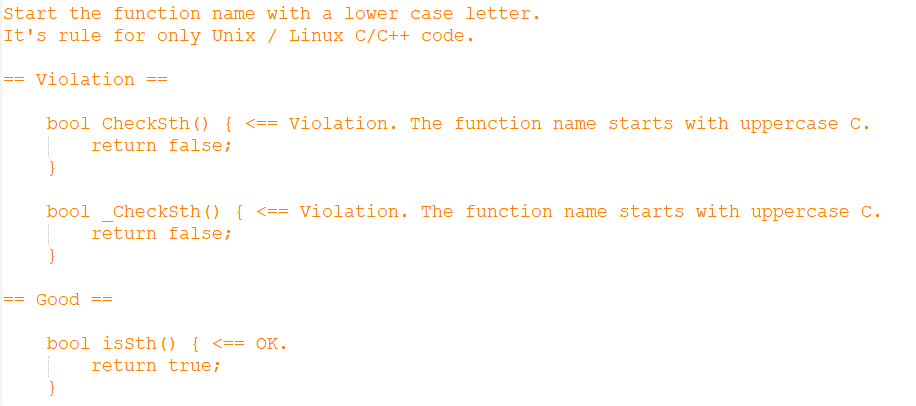 Start the function name with a lower case letter.
It's rule for only Unix / Linux C/C++ code.
== Violation ==
bool CheckSth() { <== Violation. The function name starts with uppercase C.
return false;
}
bool _CheckSth() { <== Violation. The function name starts with uppercase C.
return false;
}
== Good ==
bool isSth() { <== OK.
return true;
}